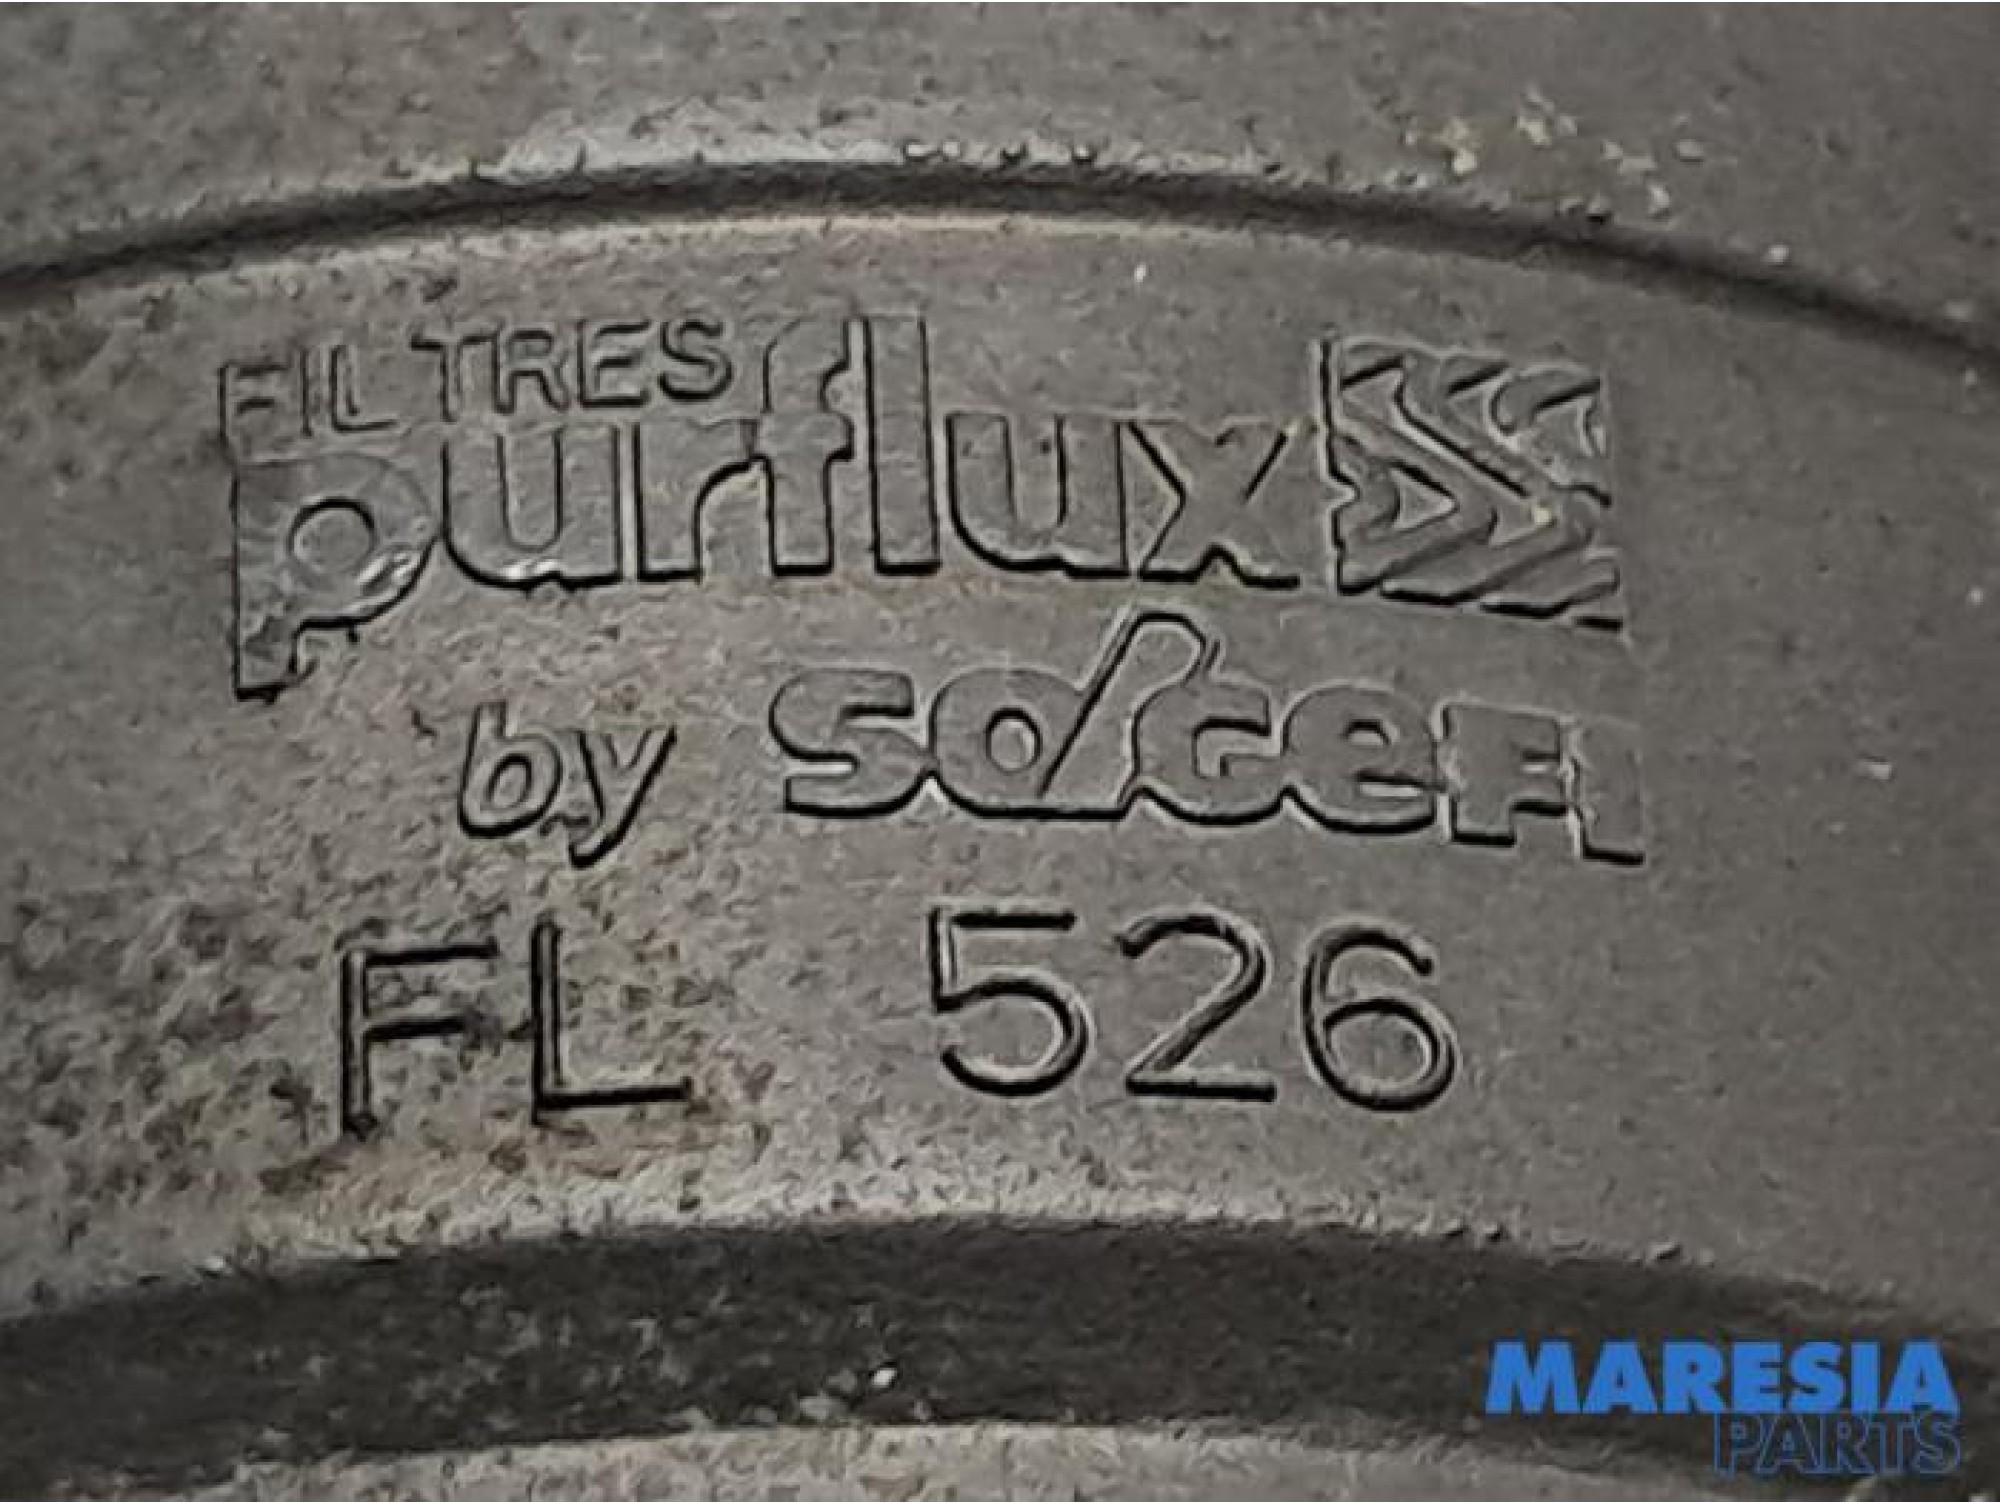 FILTRES
purflux
by sogefi
FL 526
MARESIA
PARTS